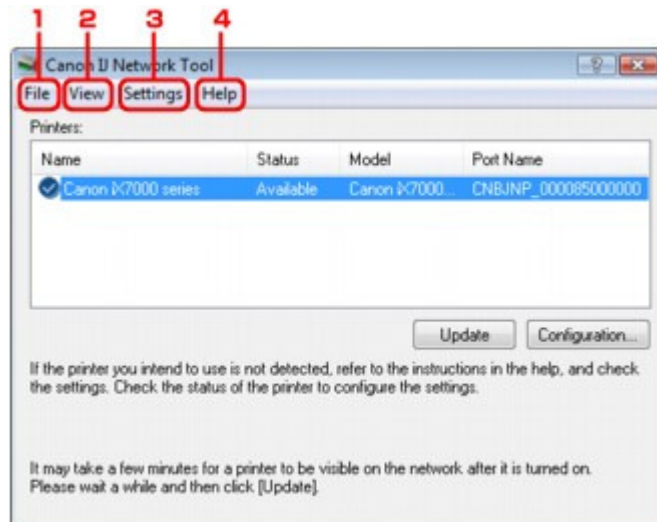 1 2 3 4
Canon IJ Network Tool
File View Settings Help
Printers:
Name Status Model Port Name
Canon iX7000 series Available Canon iX7000... CNBJNP_000085000000
Update Configuration...
If the printer you intend to use is not detected, refer to the instructions in the help, and check
the settings. Check the status of the printer to configure the settings.
It may take a few minutes for a printer to be visible on the network after it is turned on.
Please wait a while and then click [Update].